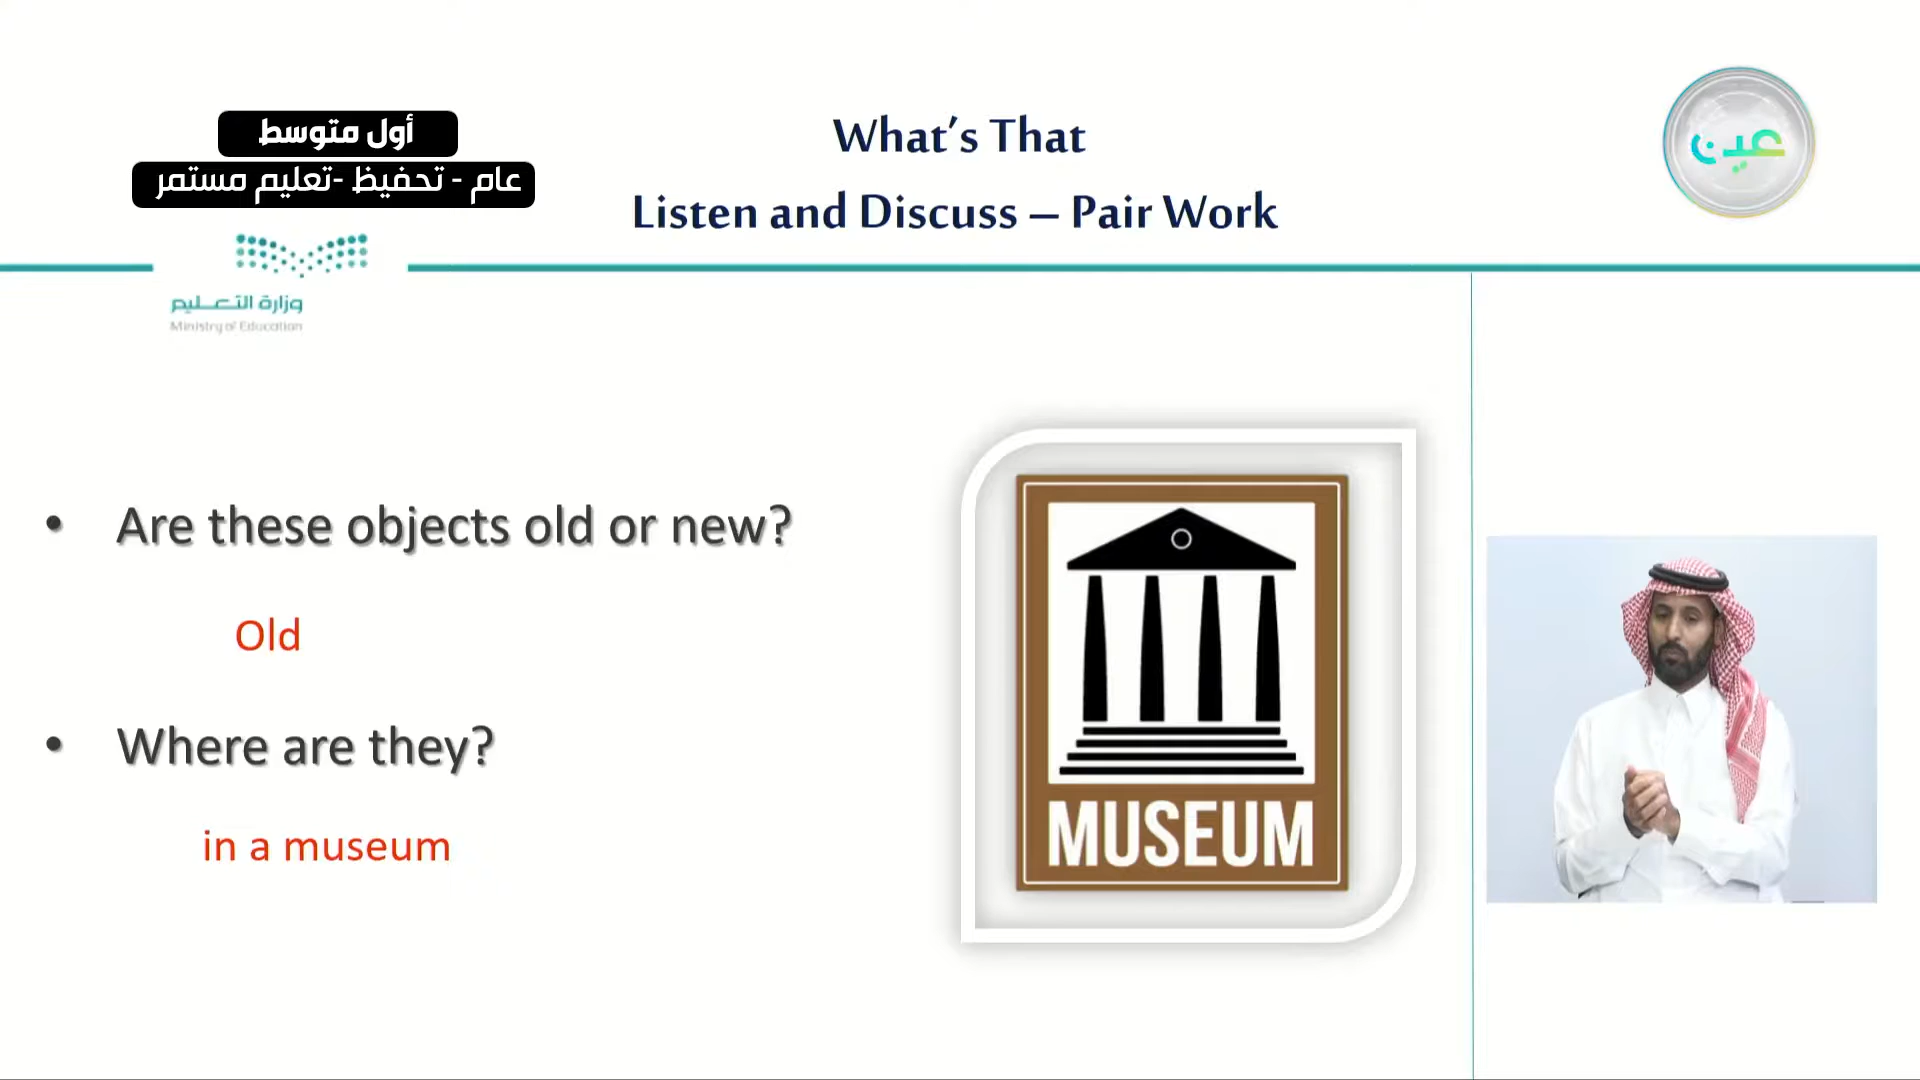 أول متوسط
عام - تحفيظ -تعليم مستمر
What's That
Listen and Discuss – Pair Work
عين
وزارة التعليم
Ministry of Education
• Are these objects old or new?
Old
• Where are they?
in a museum
MUSEUM